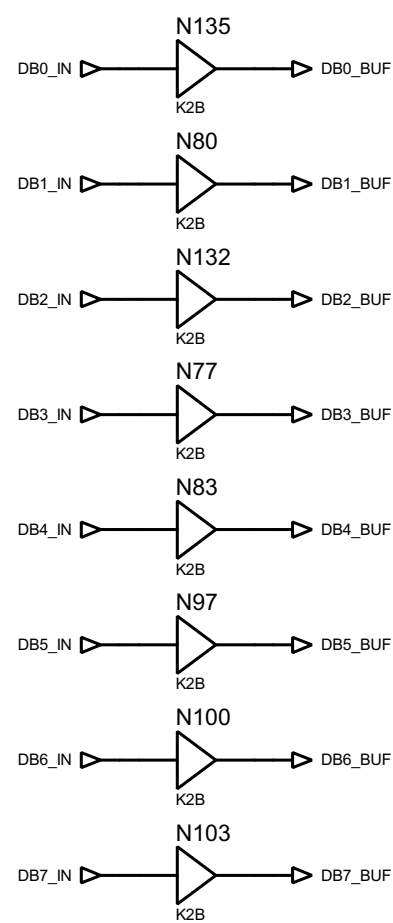 N135
DB0_IN DB0_BUF
K2B
N80
DB1_IN DB1_BUF
K2B
N132
DB2_IN DB2_BUF
K2B
N77
DB3_IN DB3_BUF
K2B
N83
DB4_IN DB4_BUF
K2B
N97
DB5_IN DB5_BUF
K2B
N100
DB6_IN DB6_BUF
K2B
N103
DB7_IN DB7_BUF
K2B